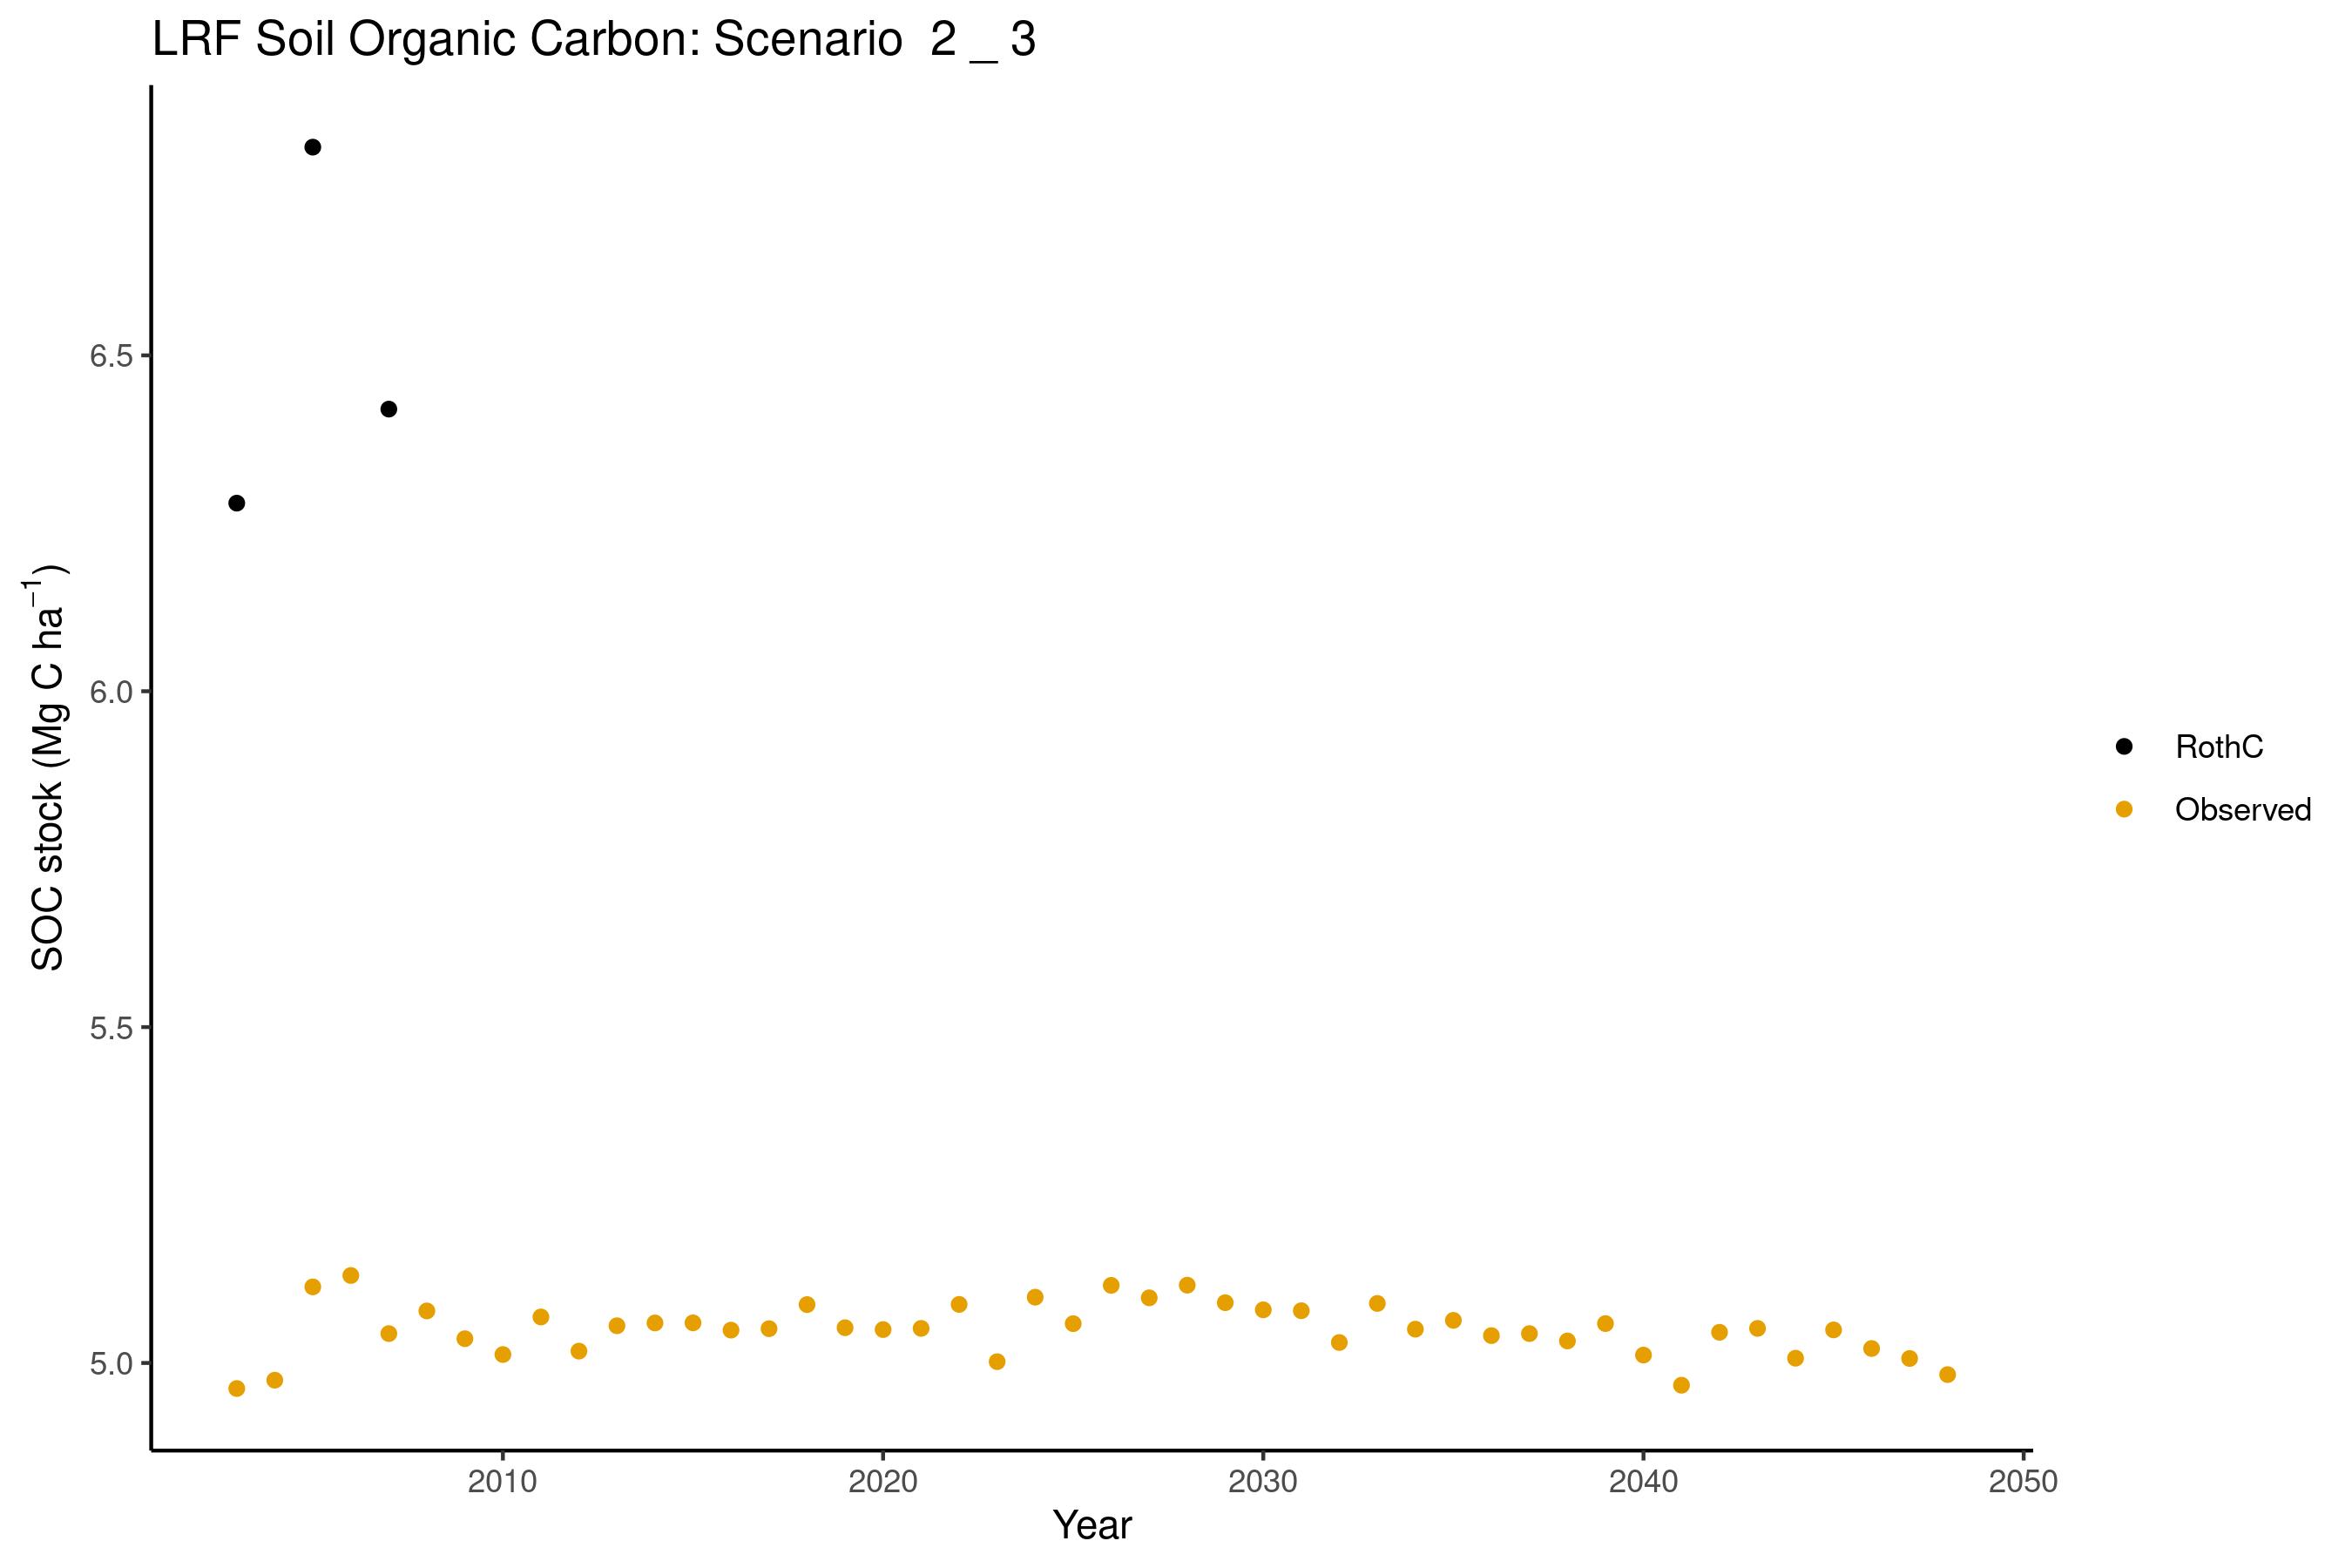 LRF Soil Organic Carbon: Scenario  2 _ 3
SOC stock (Mg C ha⁻¹)
6.5
6.0
5.5
5.0
2010
2020
2030
2040
2050
Year
RothC
Observed